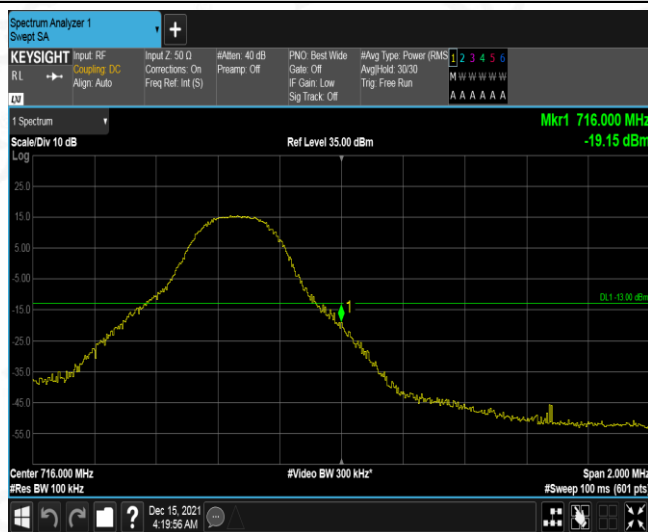 Spectrum Analyzer 1
Swept SA
+
KEYSIGHT Input: RF Input Z: 50 Ω #Atten: 40 dB PNO: Best Wide #Avg Type: Power (RMS 1 2 3 4 5 6
RL Coupling: DC Corrections: On Preamp: Off Gate: Off Avg|Hold: 30/30 M W W W W W
Align: Auto Freq Ref: Int (S) IF Gain: Low Trig: Free Run
Sig Track: Off A A A A A A
1 Spectrum Mkr1 716.000 MHz
Scale/Div 10 dB Ref Level 35.00 dBm -19.15 dBm
Log
25.0
15.0
5.00
-5.00
DL1 -13.00 dBm
1
-15.0
-25.0
-35.0
-45.0
-55.0
Center 716.000 MHz #Video BW 300 kHz* Span 2.000 MHz
#Res BW 100 kHz #Sweep 100 ms (601 pts)
? Dec 15, 2021
4:19:56 AM